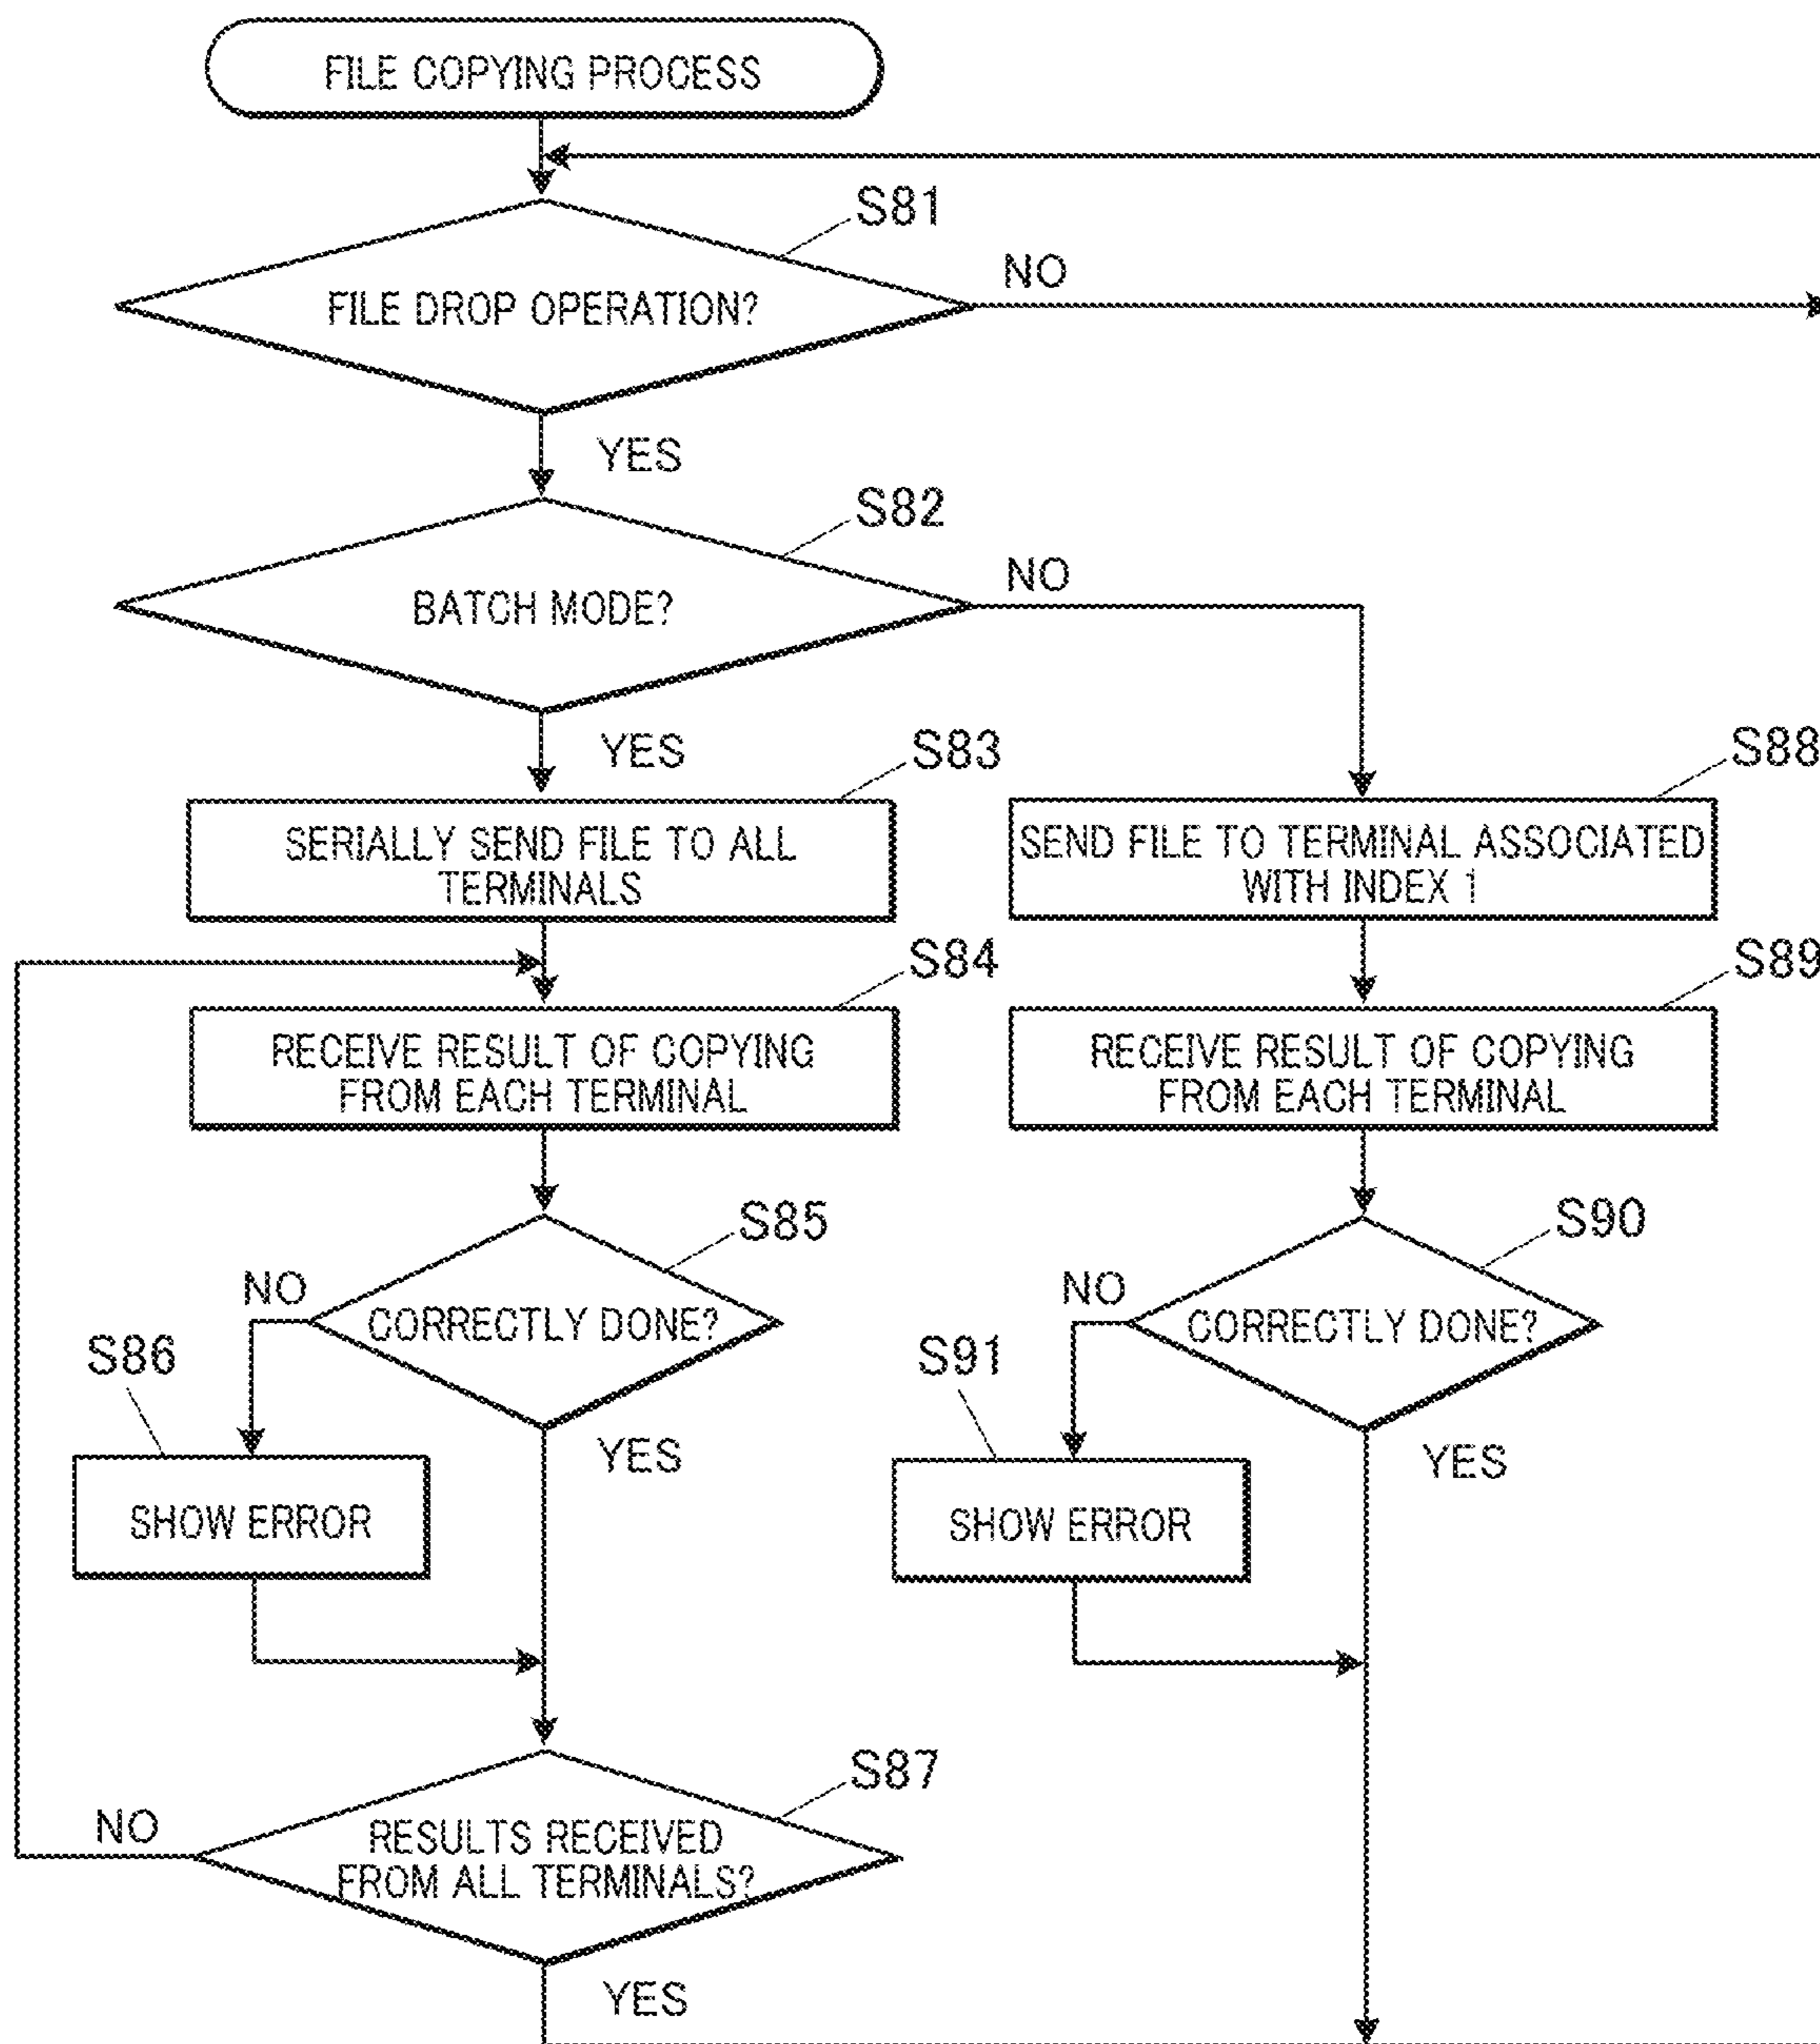 FILE COPYING PROCESS
S81
FILE DROP OPERATION?
NO
YES
S82
BATCH MODE?
NO
YES
S83
SERIALLY SEND FILE TO ALL
TERMINALS
S88
SEND FILE TO TERMINAL ASSOCIATED
WITH INDEX 1
S84
RECEIVE RESULT OF COPYING
FROM EACH TERMINAL
S89
RECEIVE RESULT OF COPYING
FROM EACH TERMINAL
S85
NO
CORRECTLY DONE?
YES
S86
SHOW ERROR
S90
NO
CORRECTLY DONE?
YES
S91
SHOW ERROR
S87
NO
RESULTS RECEIVED
FROM ALL TERMINALS?
YES